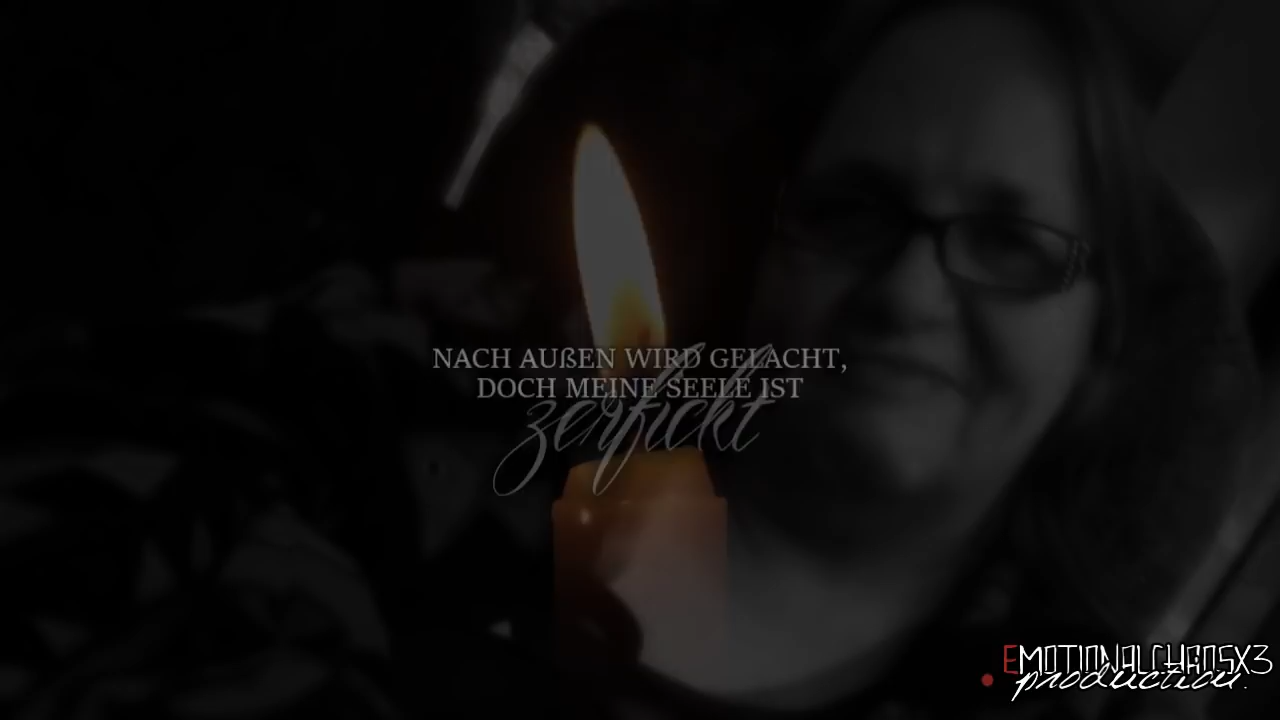 NACH AUßEN WIRD GELACHT,
DOCH MEINE SEELE IST
zerfickt
EMOTIONALCHAOSX3
production.